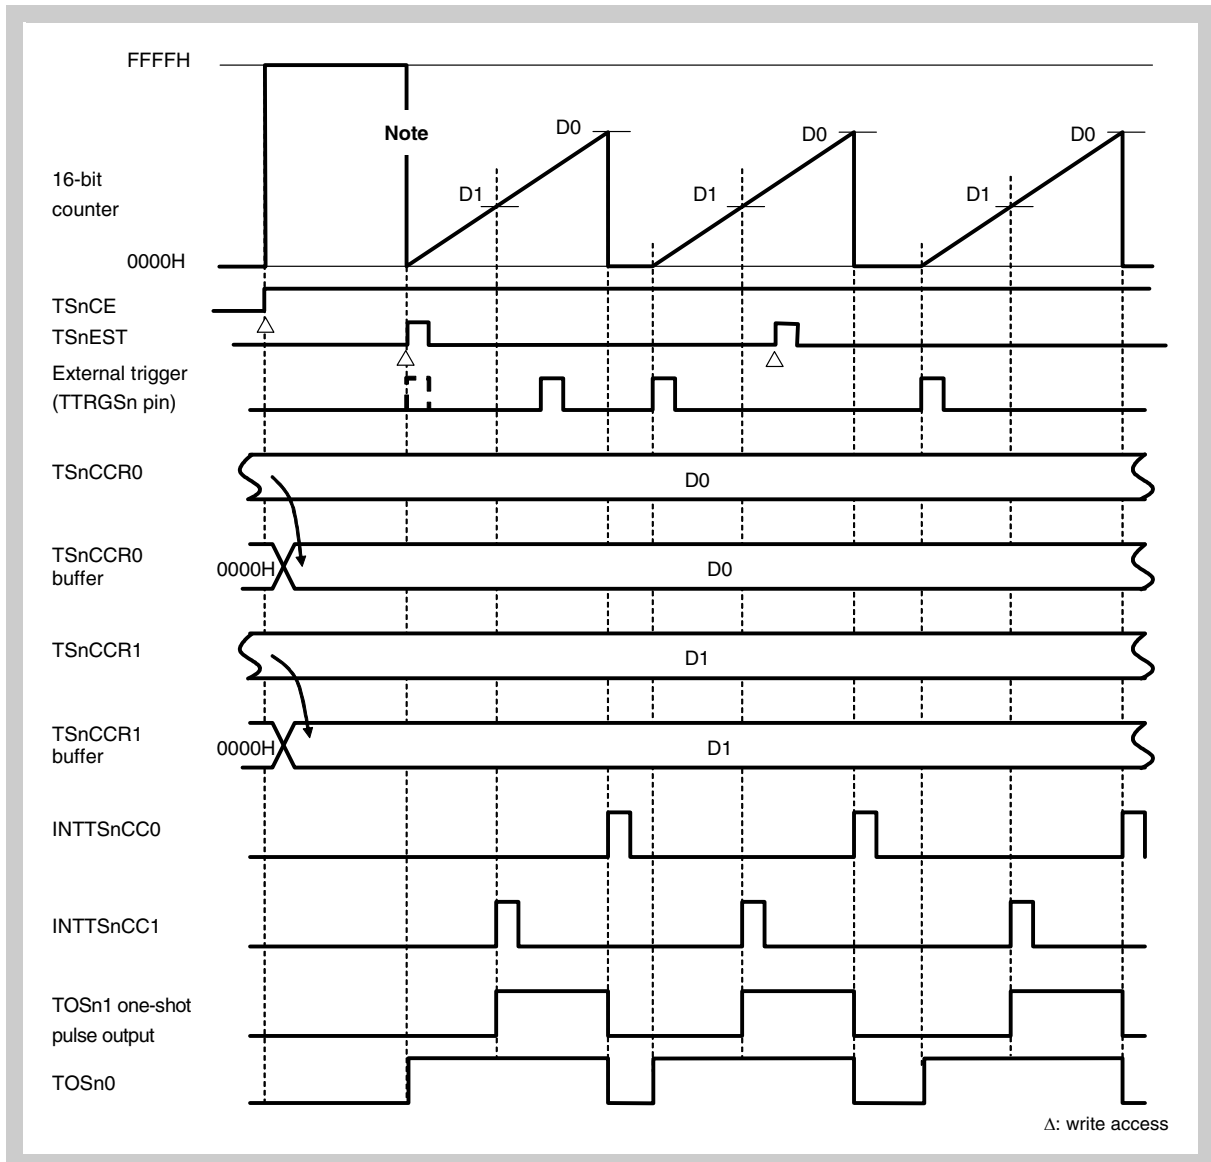 FFFFH
Note
D0
D0
D0
16-bit
counter
D1
D1
D1
0000H
TSnCE
TSnEST
External trigger
(TTRGSn pin)
TSnCCR0
D0
TSnCCR0
buffer
0000H
D0
TSnCCR1
D1
TSnCCR1
buffer
0000H
D1
INTTSnCC0
INTTSnCC1
TOSn1 one-shot
pulse output
TOSn0
Δ: write access